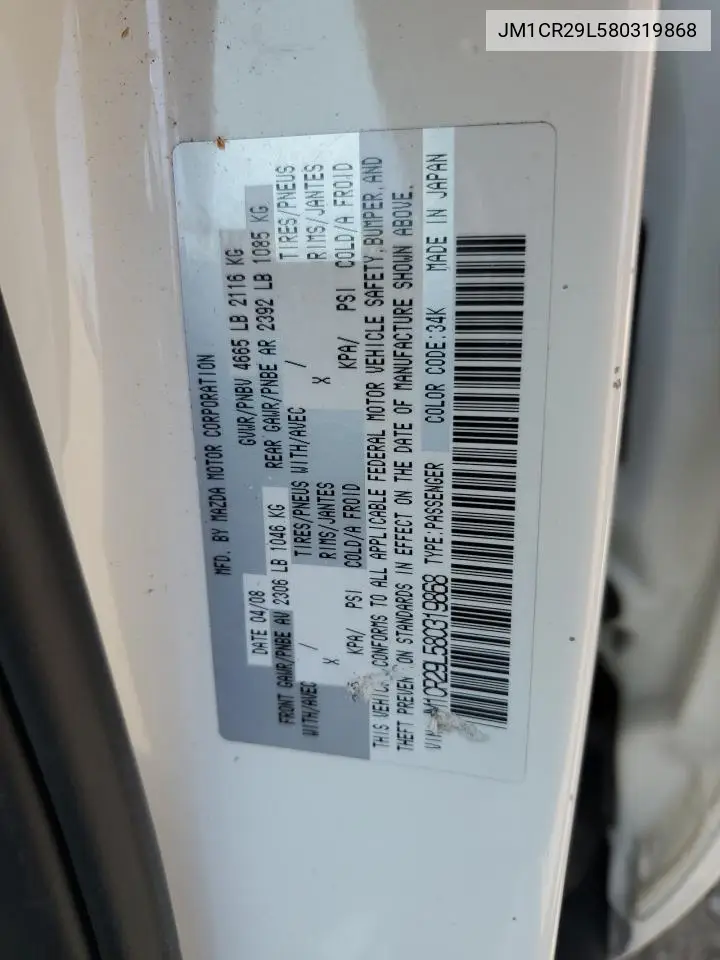 JM1CR29L580319868
MFD. BY MAZDA MOTOR CORPORATION
DATE 04/08 GVWR/PNBV 4665 LB 2116 KG
FRONT GAWR/PNBE AV 2306 LB 1046 KG REAR GAWR/PNBE AR 2392 LB 1085 KG
WITH/AVEC / TIRES/PNEUS WITH/AVEC / TIRES/PNEUS
X RIMS/JANTES X RIMS/JANTES
KPA/ PSI COLD/A FROID KPA/ PSI COLD/A FROID
THIS CONFORMS TO ALL APPLICABLE FEDERAL MOTOR VEHICLE SAFETY, BUMPER, AND
THEFT PREVEN ON STANDARDS IN EFFECT ON THE DATE OF MANUFACTURE SHOWN ABOVE.
VIN: JM1CR29L580319868 TYPE:PASSENGER COLOR CODE:34K MADE IN JAPAN